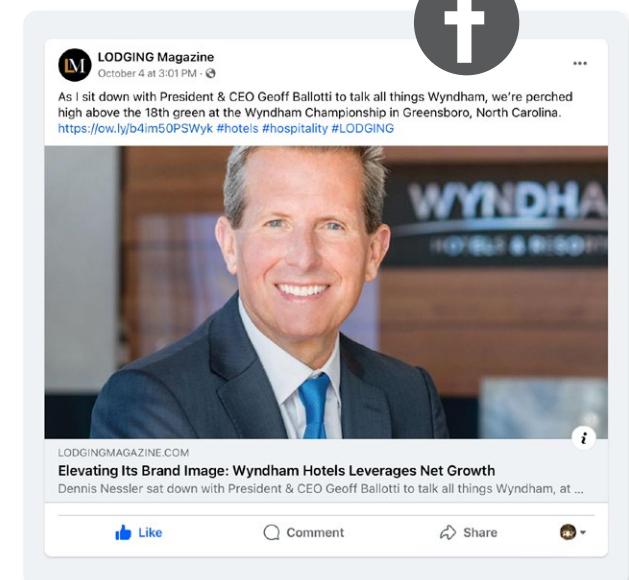 LM
LODGING Magazine
October 4 at 3:01 PM ·
As I sit down with President & CEO Geoff Ballotti to talk all things Wyndham, we're perched
high above the 18th green at the Wyndham Championship in Greensboro, North Carolina.
https://ow.ly/b4im50PSWyk #hotels #hospitality #LODGING
WYNDHA
HOTELS & RESORT
LODGINGMAGAZINE.COM
Elevating Its Brand Image: Wyndham Hotels Leverages Net Growth
Dennis Nessler sat down with President & CEO Geoff Ballotti to talk all things Wyndham, at ...
Like
Comment
Share